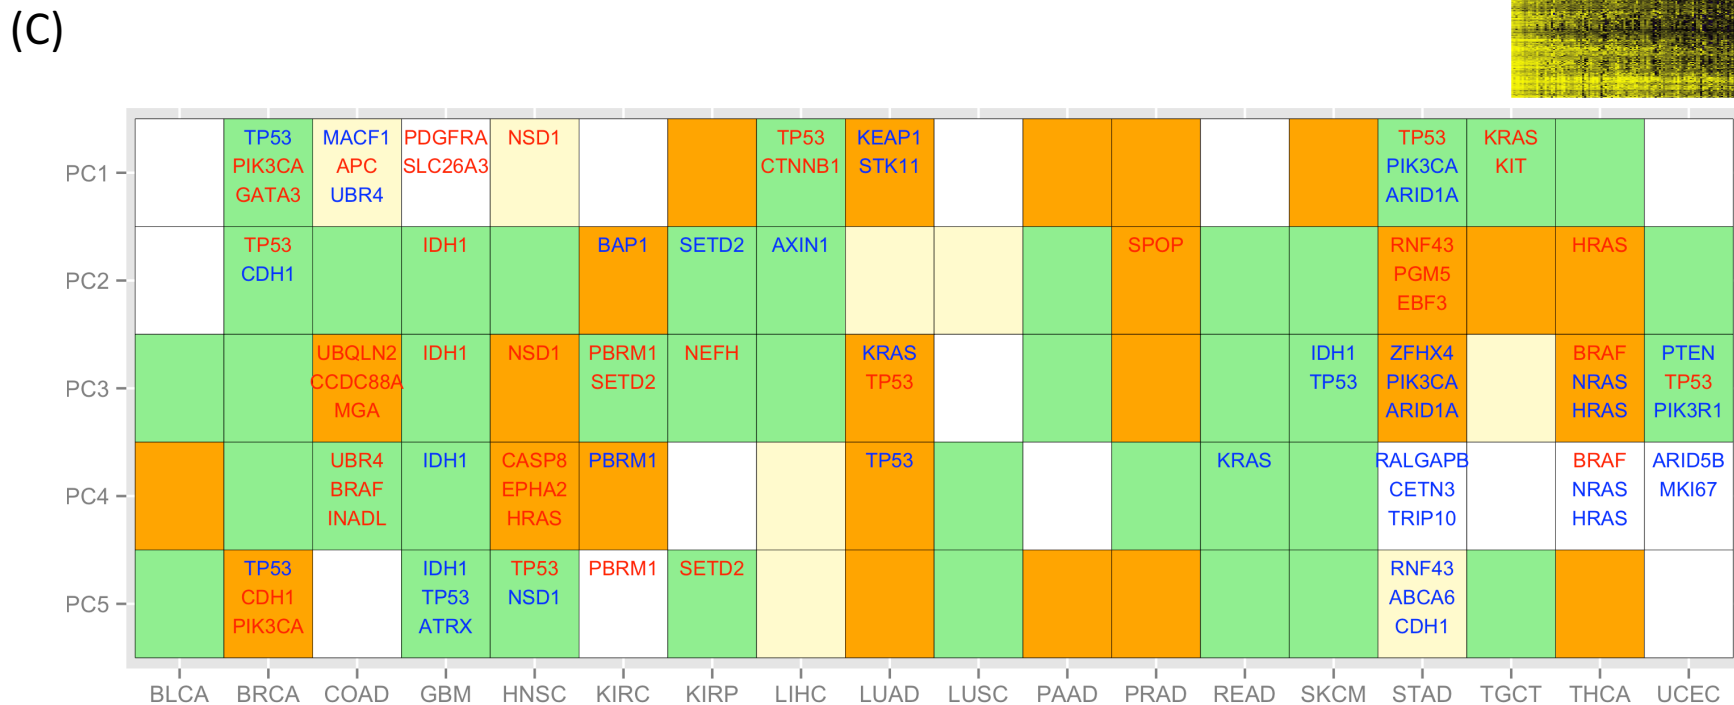 (C)
PC1
TP53
PIK3CA
GATA3
MACF1
APC
UBR4
PDGFRA
SLC26A3
NSD1
TP53
CTNNB1
KEAP1
STK11
TP53
PIK3CA
ARID1A
KRAS
KIT
PC2
TP53
CDH1
IDH1
BAP1
SETD2
AXIN1
SPOP
RNF43
PGM5
EBF3
HRAS
PC3
UBQLN2
CCDC88A
MGA
IDH1
NSD1
PBRM1
SETD2
NEFH
KRAS
TP53
IDH1
TP53
ZFHX4
PIK3CA
ARID1A
BRAF
NRAS
HRAS
PTEN
TP53
PIK3R1
PC4
UBR4
BRAF
INADL
IDH1
CASP8
EPHA2
HRAS
PBRM1
TP53
KRAS
RALGAPB
CETN3
TRIP10
BRAF
NRAS
HRAS
ARID5B
MKI67
PC5
TP53
CDH1
PIK3CA
IDH1
TP53
ATRX
TP53
NSD1
PBRM1
SETD2
RNF43
ABCA6
CDH1
BLCA BRCA COAD GBM HNSC KIRC KIRP LIHC LUAD LUSC PAAD PRAD READ SKCM STAD TGCT THCA UCEC